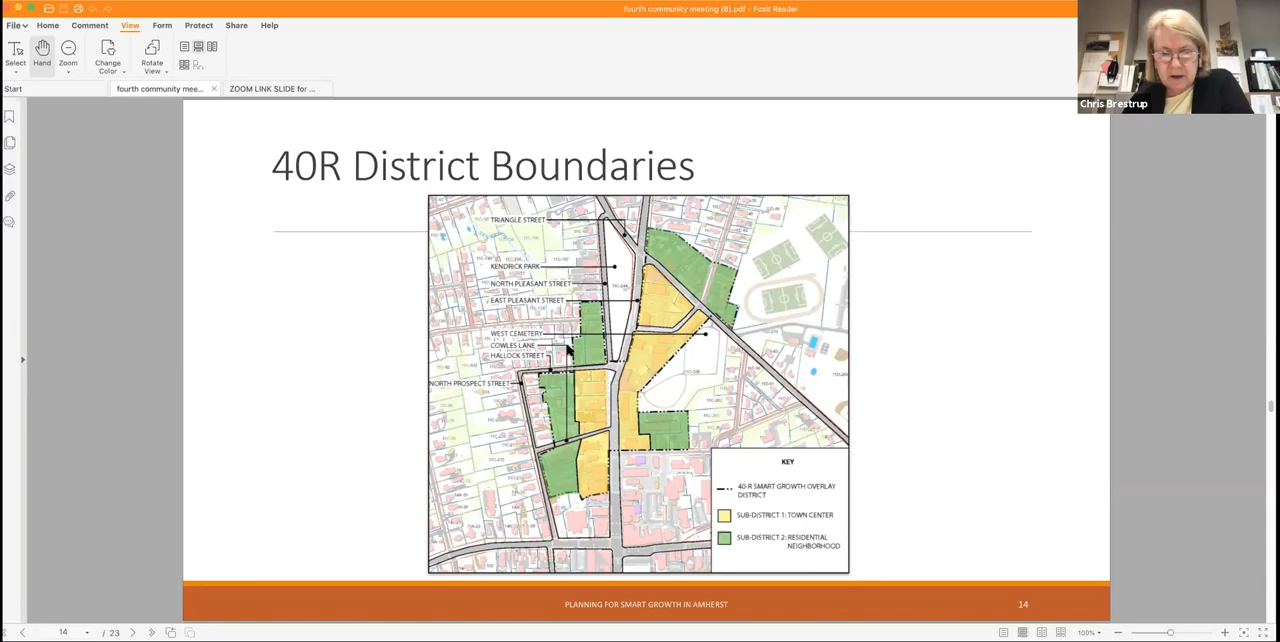 fourth community meeting (6).pdf - Foxit Reader
File Home Comment View Form Protect Share Help
Select Hand Zoom Change Color Rotate View
Start fourth community mee... ZOOM LINK SLIDE for ...
Chris Brestrup
40R District Boundaries
TRIANGLE STREET
KENDRICK PARK
NORTH PLEASANT STREET
EAST PLEASANT STREET
WEST CEMETERY
COWLES LANE
HALLOCK STREET
NORTH PROSPECT STREET
KEY
40-R SMART GROWTH OVERLAY
DISTRICT
SUB-DISTRICT 1: TOWN CENTER
SUB-DISTRICT 2: RESIDENTIAL
NEIGHBORHOOD
PLANNING FOR SMART GROWTH IN AMHERST 14
14 / 23 100%